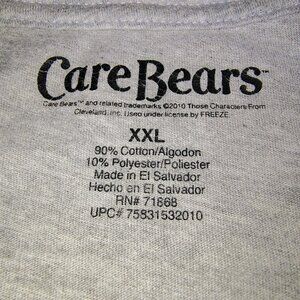 Care Bears™
Care Bears™ and related trademarks ©2010 Those Characters From
Cleveland, Inc. Used under license by FREEZE
XXL
90% Cotton/Algodon
10% Polyester/Poliester
Made in El Salvador
Hecho en El Salvador
RN# 71868
UPC# 75831532010